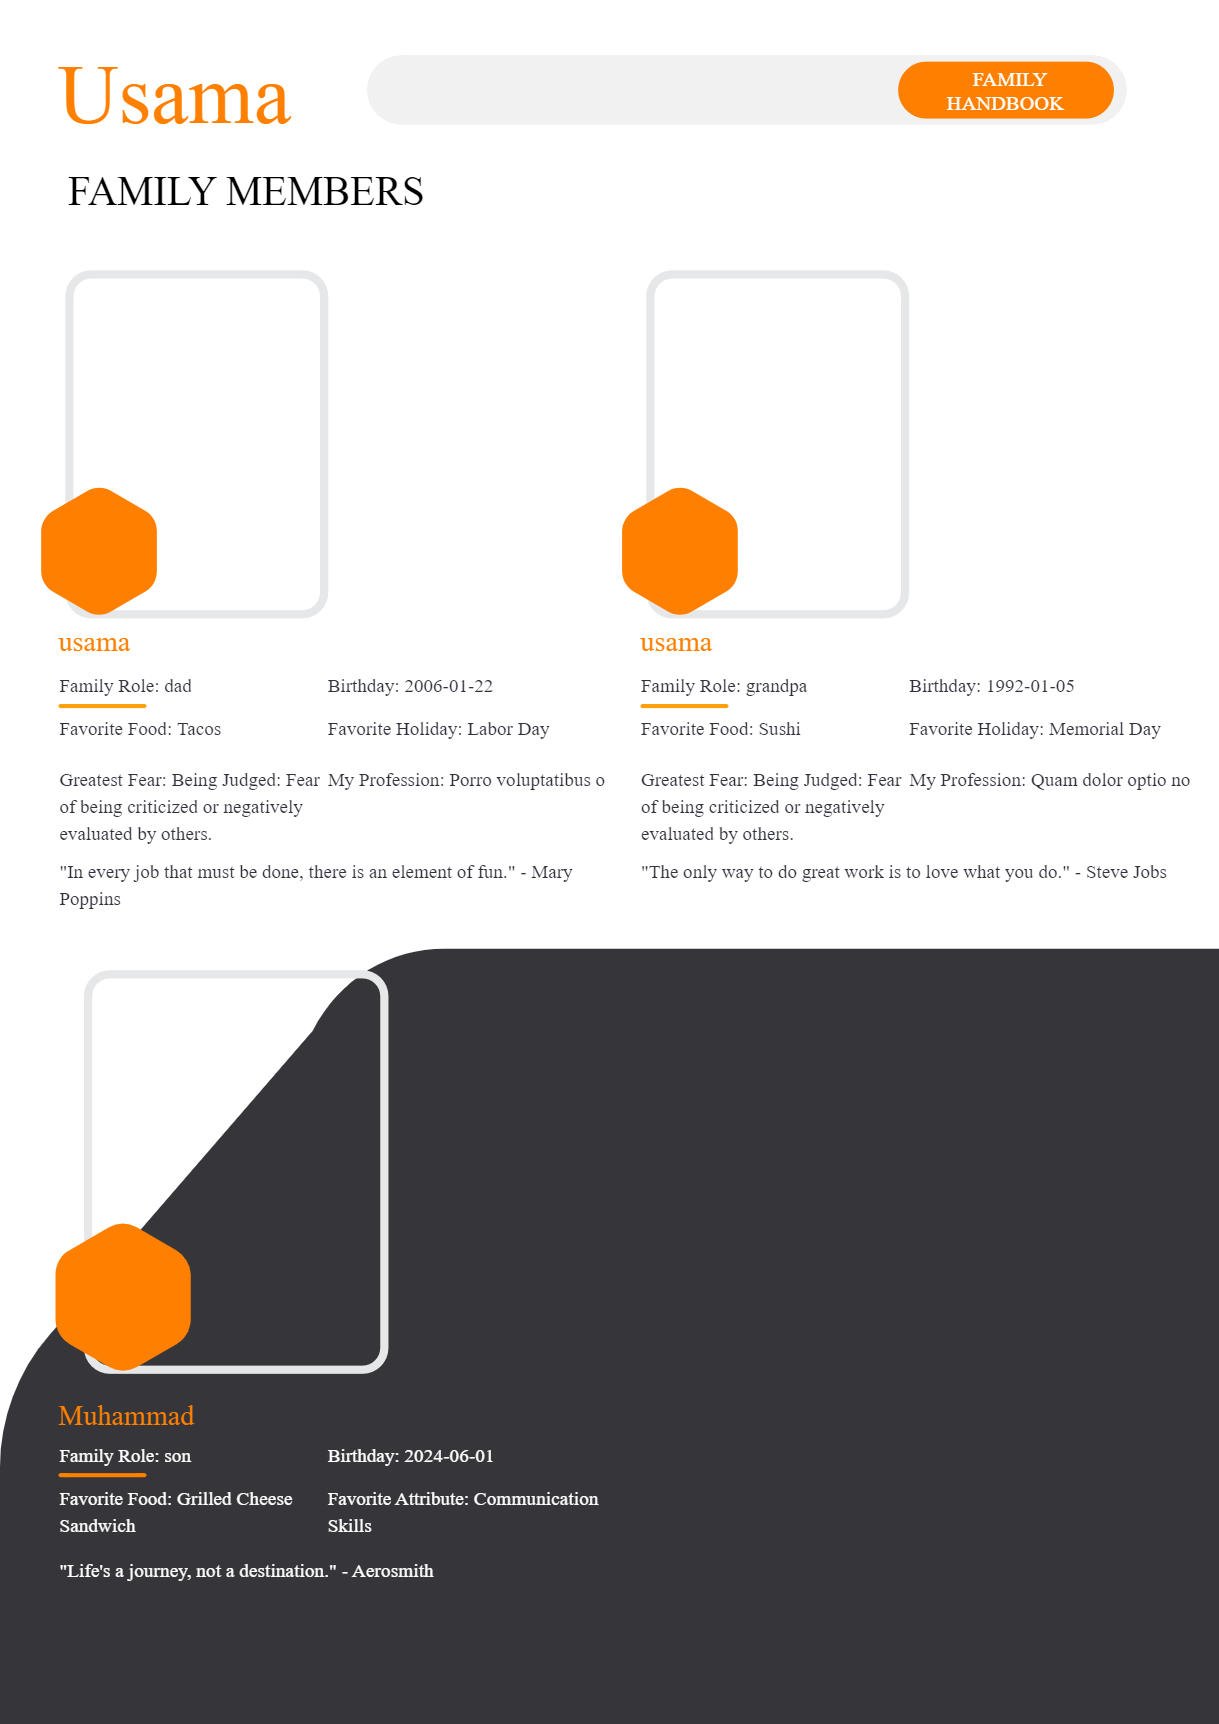 Usama
FAMILY
HANDBOOK
FAMILY MEMBERS
usama
Family Role: dad
Birthday: 2006-01-22
Favorite Food: Tacos
Favorite Holiday: Labor Day
Greatest Fear: Being Judged: Fear
of being criticized or negatively
evaluated by others.
My Profession: Porro voluptatibus o
"In every job that must be done, there is an element of fun." - Mary
Poppins
usama
Family Role: grandpa
Birthday: 1992-01-05
Favorite Food: Sushi
Favorite Holiday: Memorial Day
Greatest Fear: Being Judged: Fear
of being criticized or negatively
evaluated by others.
My Profession: Quam dolor optio no
"The only way to do great work is to love what you do." - Steve Jobs
Muhammad
Family Role: son
Birthday: 2024-06-01
Favorite Food: Grilled Cheese
Sandwich
Favorite Attribute: Communication
Skills
"Life's a journey, not a destination." - Aerosmith